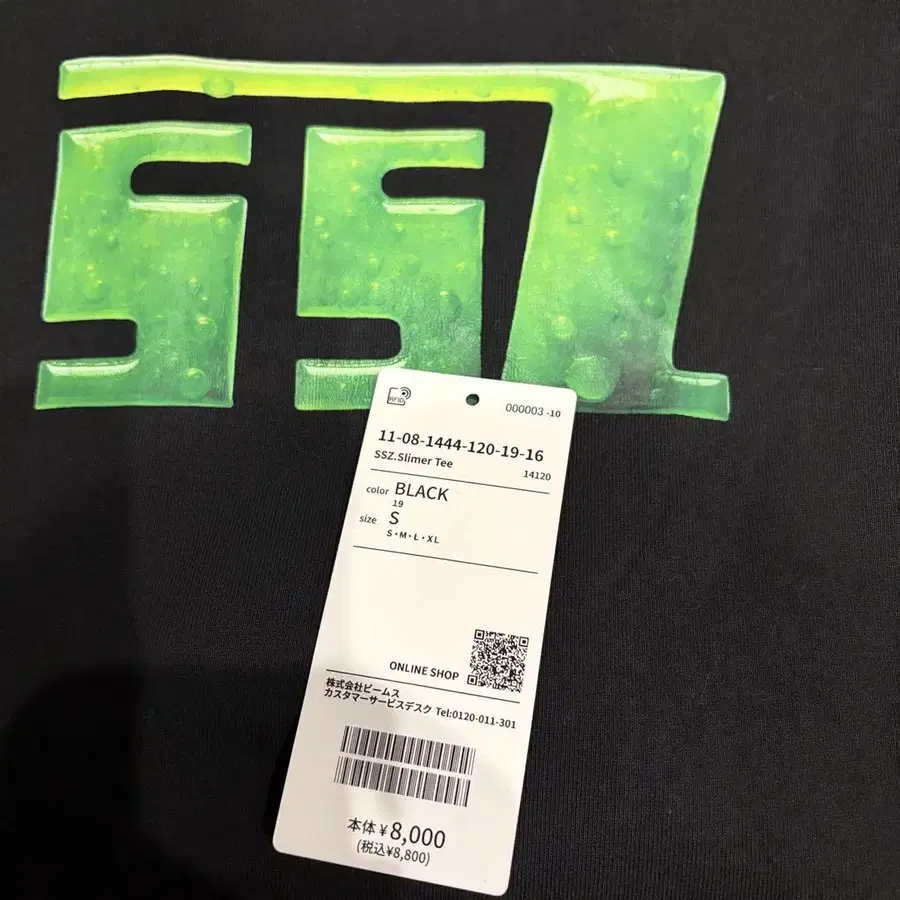 SSZ
RFID
000003 -10
11-08-1444-120-19-16
SSZ.Slimer Tee
14120
color BLACK
19
size S
S・M・L・XL
ONLINE SHOP
株式会社ビームス
カスタマーサービスデスク Tel:0120-011-301
本体¥8,000
(税込¥8,800)